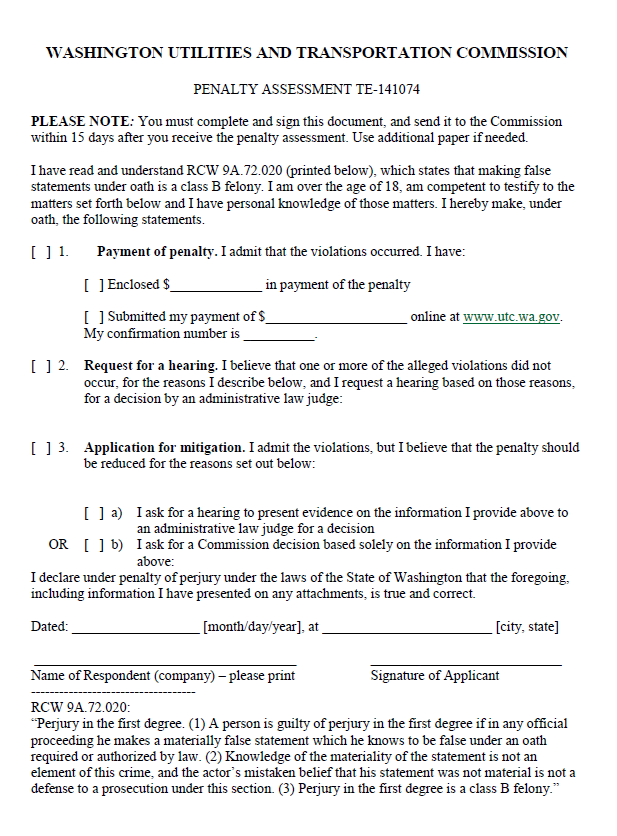 WASHINGTON UTILITIES AND TRANSPORTATION COMMISSION
PENALTY ASSESSMENT TE-141074
PLEASE NOTE: You must complete and sign this document, and send it to the Commission
within 15 days after you receive the penalty assessment. Use additional paper if needed.
I have read and understand RCW 9A.72.020 (printed below), which states that making false
statements under oath is a class B felony. I am over the age of 18, am competent to testify to the
matters set forth below and I have personal knowledge of those matters. I hereby make, under
oath, the following statements.
[ ] 1. Payment of penalty. I admit that the violations occurred. I have:
[ ] Enclosed $______________ in payment of the penalty
[ ] Submitted my payment of $_____________________ online at www.utc.wa.gov.
My confirmation number is ___________.
[ ] 2. Request for a hearing. I believe that one or more of the alleged violations did not
occur, for the reasons I describe below, and I request a hearing based on those reasons,
for a decision by an administrative law judge:
[ ] 3. Application for mitigation. I admit the violations, but I believe that the penalty should
be reduced for the reasons set out below:
[ ] a) I ask for a hearing to present evidence on the information I provide above to
an administrative law judge for a decision
OR [ ] b) I ask for a Commission decision based solely on the information I provide
above:
I declare under penalty of perjury under the laws of the State of Washington that the foregoing,
including information I have presented on any attachments, is true and correct.
Dated: ___________________ [month/day/year], at __________________________ [city, state]
________________________________________ _____________________________
Name of Respondent (company) – please print Signature of Applicant
-----------------------------------
RCW 9A.72.020:
“Perjury in the first degree. (1) A person is guilty of perjury in the first degree if in any official
proceeding he makes a materially false statement which he knows to be false under an oath
required or authorized by law. (2) Knowledge of the materiality of the statement is not an
element of this crime, and the actor’s mistaken belief that his statement was not material is not a
defense to a prosecution under this section. (3) Perjury in the first degree is a class B felony.”